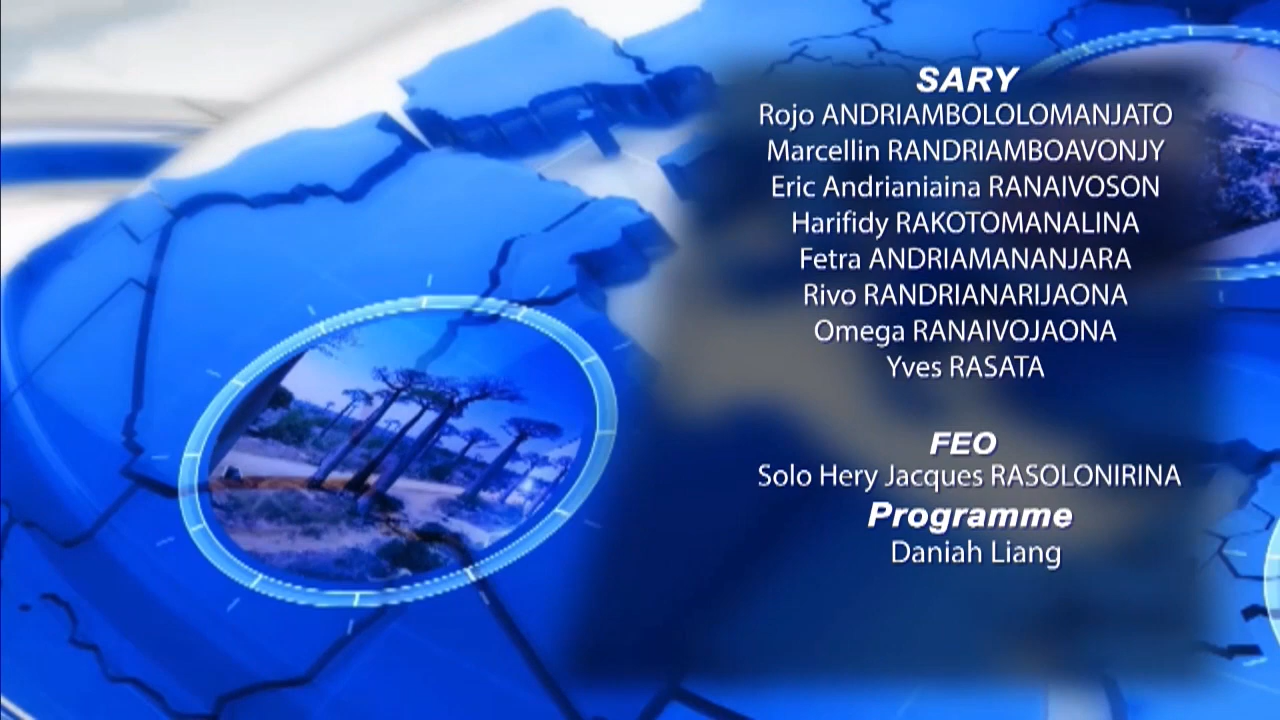 SARY
Rojo ANDRIAMBOLOLOMANJATO
Marcellin RANDRIAMBOAVONJY
Eric Andrianiaina RANAIVOSON
Harifidy RAKOTOMANALINA
Fetra ANDRIAMANANJARA
Rivo RANDRIANARIJAONA
Omega RANAIVOJAONA
Yves RASATA
FEO
Solo Hery Jacques RASOLONIRINA
Programme
Daniah Liang